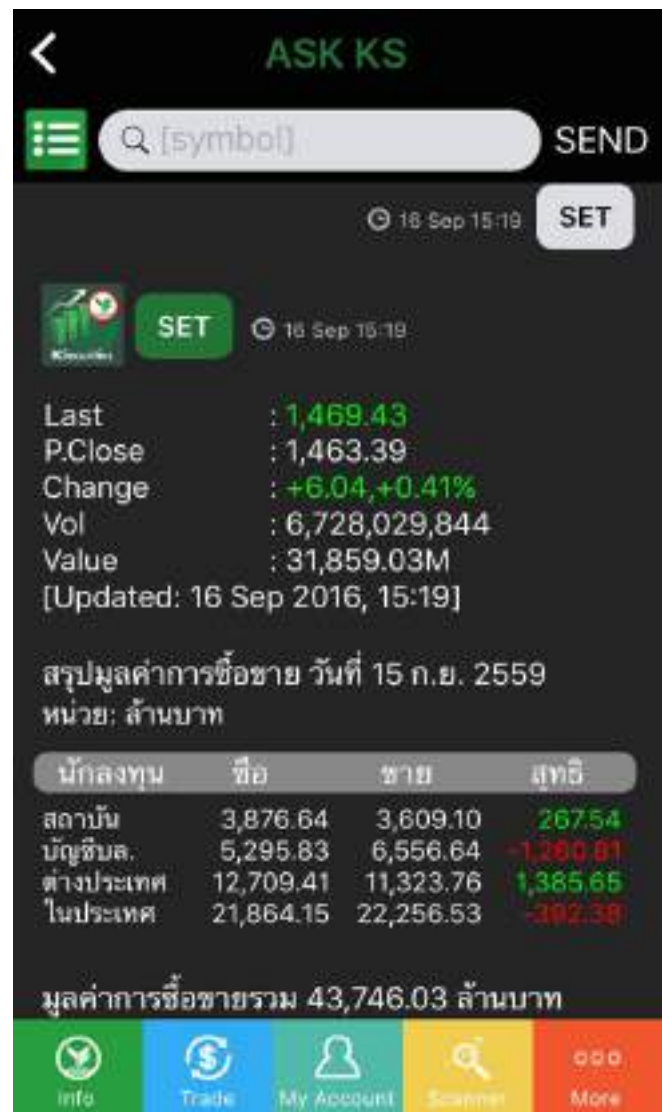 ASK KS
[symbol] SEND
16 Sep 15:19 SET
SET 16 Sep 15:19
Last : 1,469.43
P.Close : 1,463.39
Change : +6.04,+0.41%
Vol : 6,728,029,844
Value : 31,859.03M
[Updated: 16 Sep 2016, 15:19]
สรุปมูลค่าการซื้อขาย วันที่ 15 ก.ย. 2559
หน่วย: ล้านบาท
นักลงทุน ซื้อ ขาย สุทธิ
สถาบัน 3,876.64 3,609.10 267.54
บัญชีบล. 5,295.83 6,556.64 -1,260.81
ต่างประเทศ 12,709.41 11,323.76 1,385.65
ในประเทศ 21,864.15 22,256.53 -392.38
มูลค่าการซื้อขายรวม 43,746.03 ล้านบาท
Info Trade My Account Scanner More